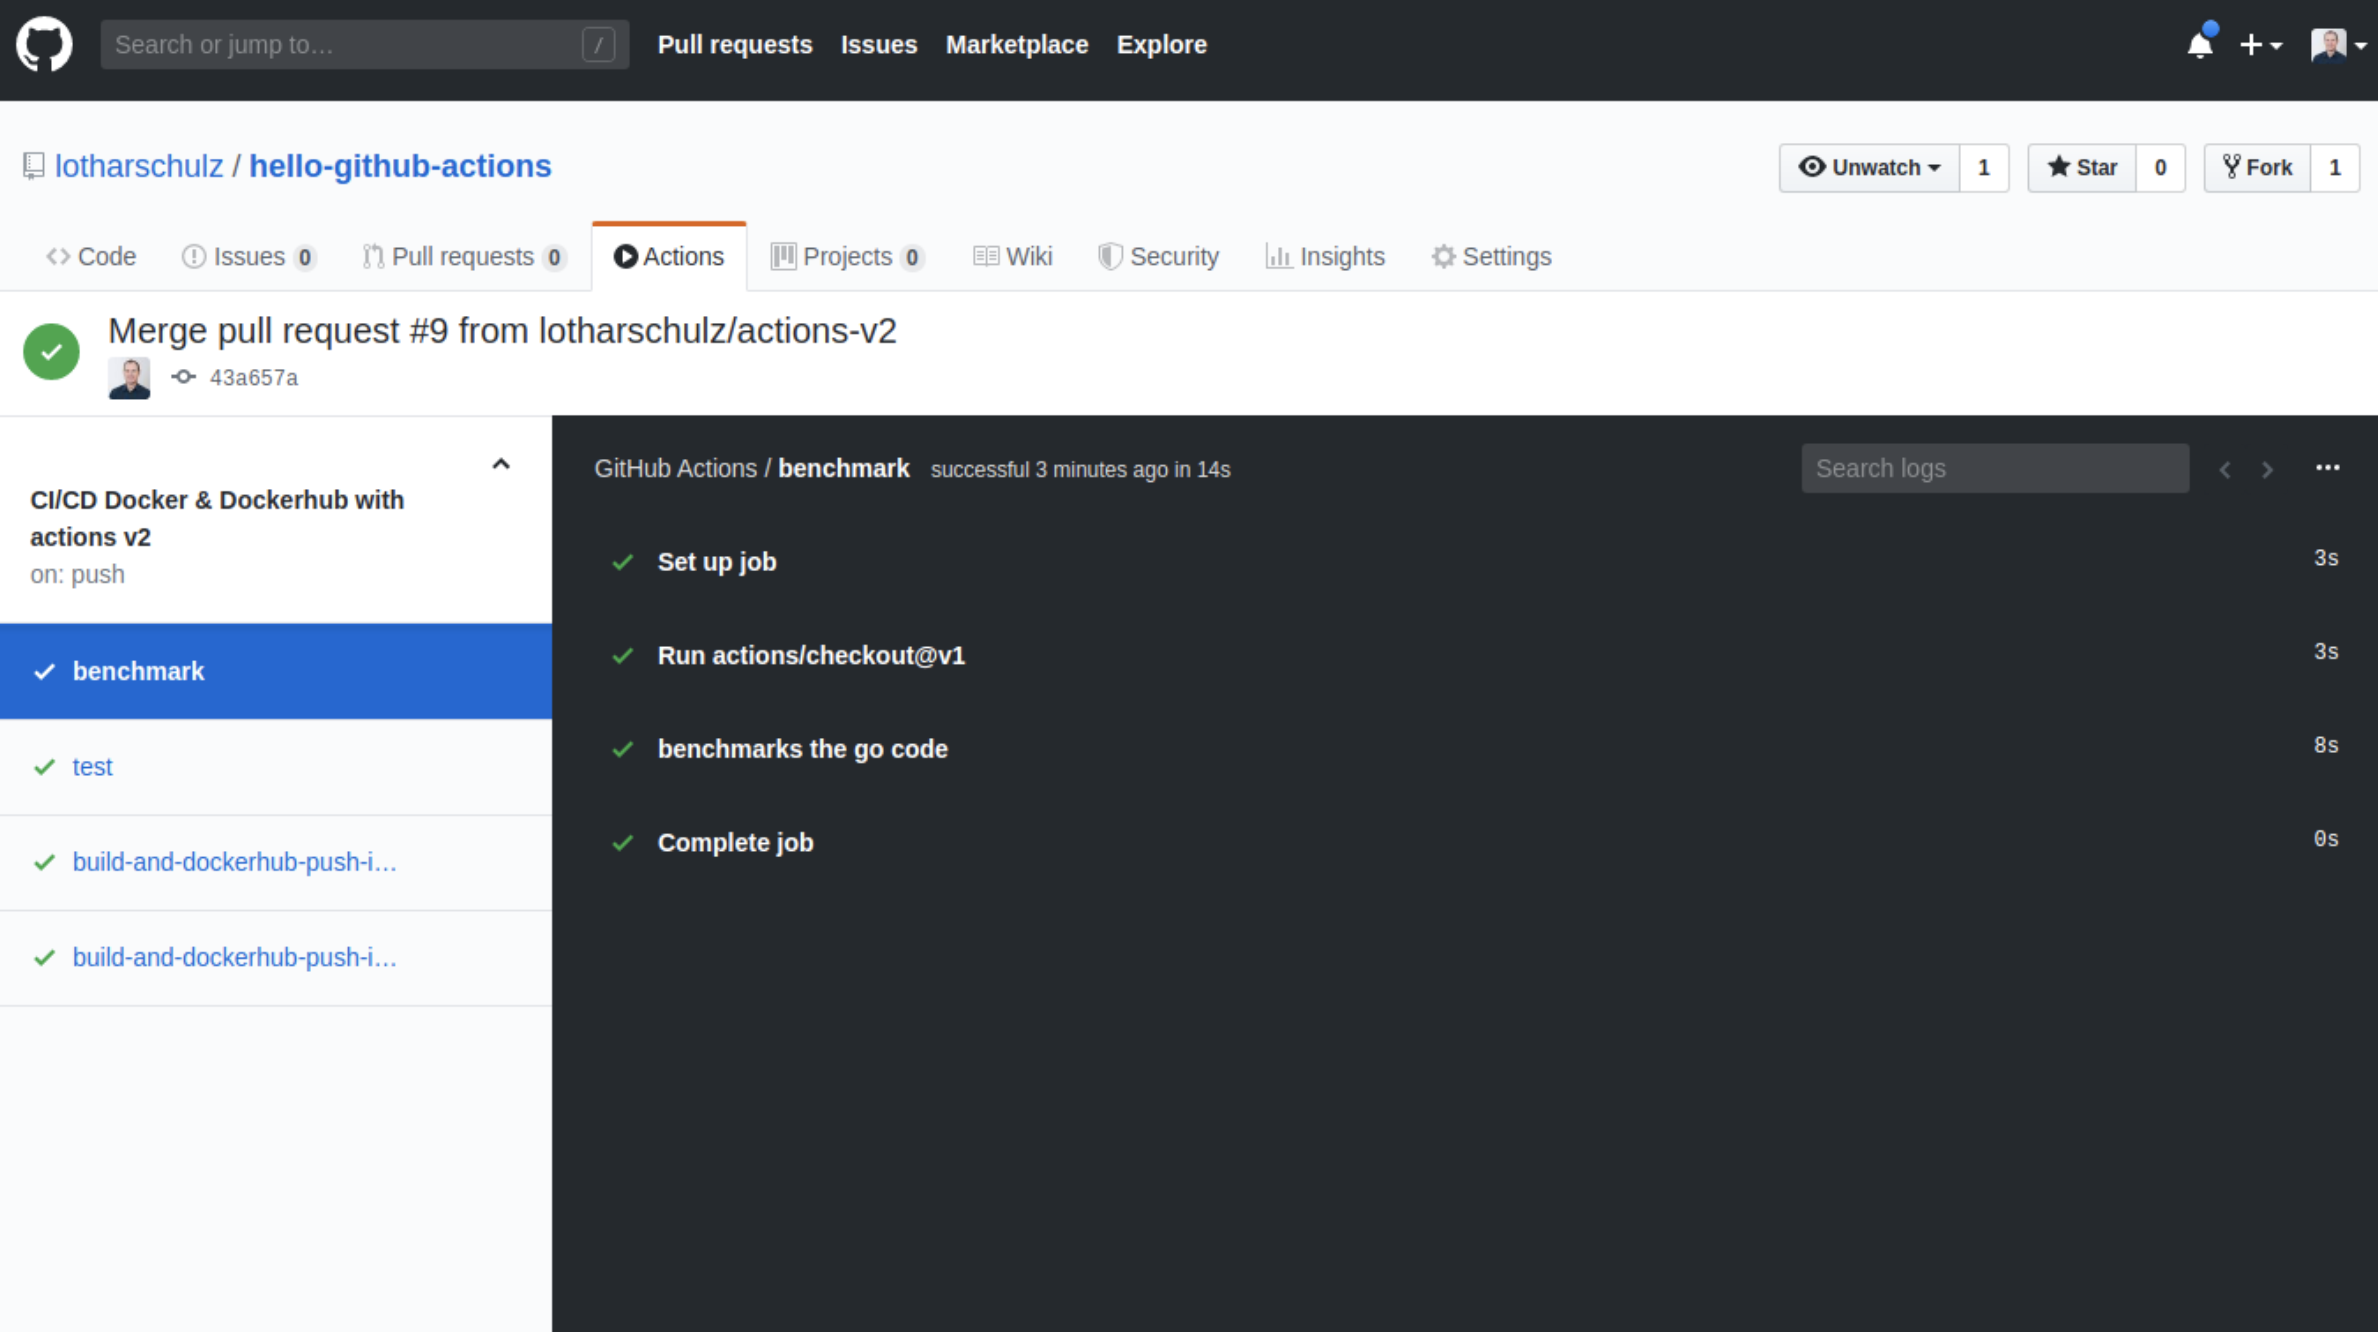 Search or jump to… / Pull requests Issues Marketplace Explore
lotharschulz / hello-github-actions Unwatch 1 Star 0 Fork 1
Code Issues 0 Pull requests 0 Actions Projects 0 Wiki Security Insights Settings
Merge pull request #9 from lotharschulz/actions-v2
43a657a
CI/CD Docker & Dockerhub with
actions v2
on: push
benchmark
test
build-and-dockerhub-push-i…
build-and-dockerhub-push-i…
GitHub Actions / benchmark successful 3 minutes ago in 14s Search logs
Set up job 3s
Run actions/checkout@v1 3s
benchmarks the go code 8s
Complete job 0s